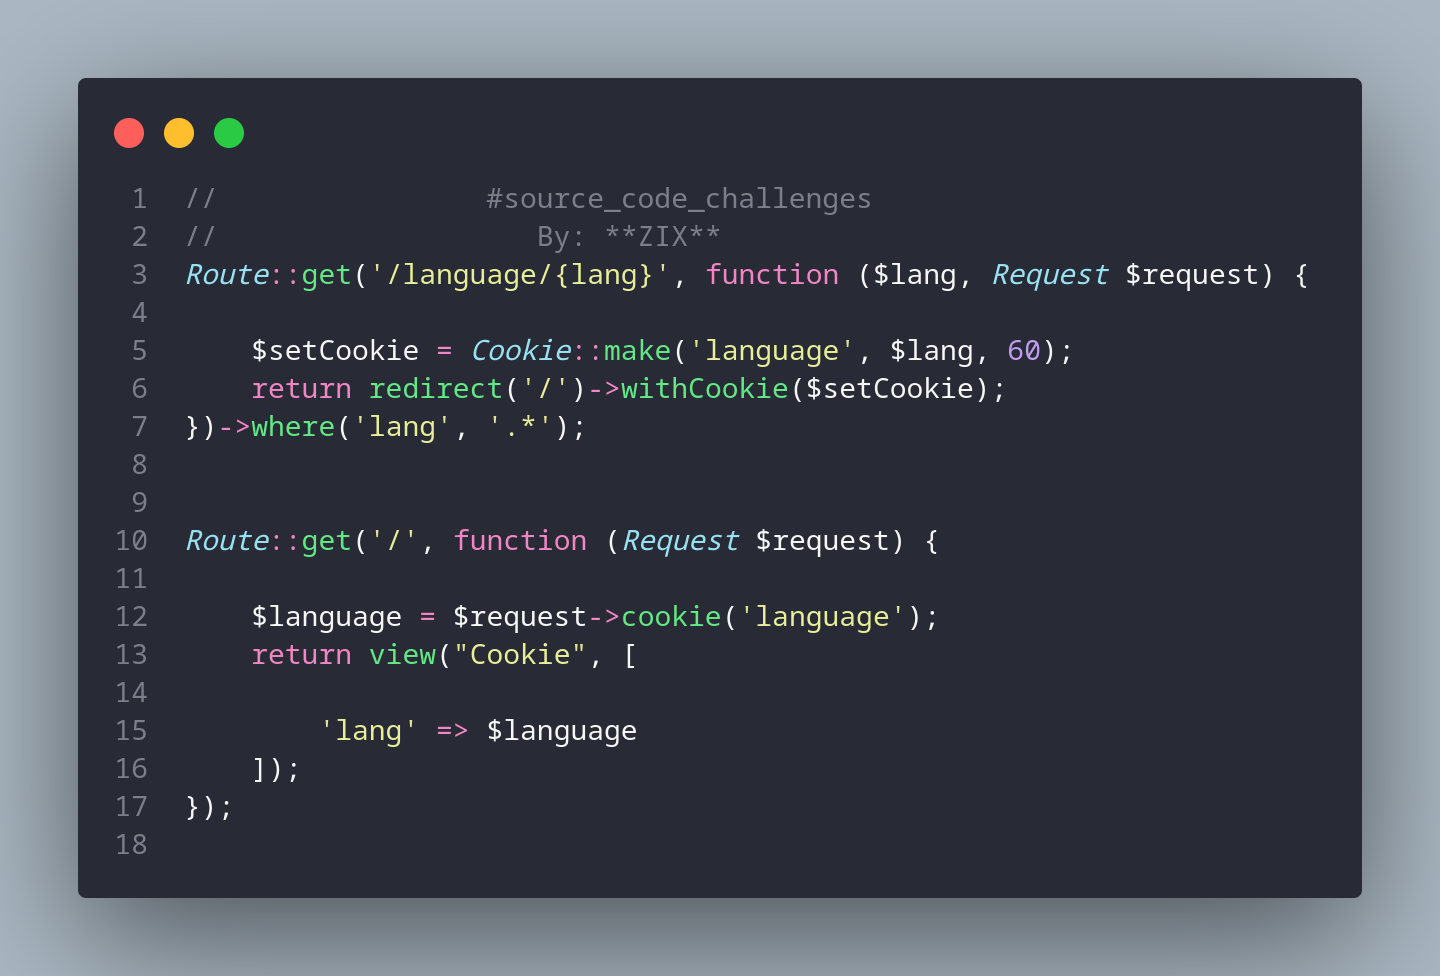 1 //                #source_code_challenges
2 //                   By: **ZIX**
3 Route::get('/language/{lang}', function ($lang, Request $request) {
4
5     $setCookie = Cookie::make('language', $lang, 60);
6     return redirect('/')->withCookie($setCookie);
7 })->where('lang', '.*');
8
9
10 Route::get('/', function (Request $request) {
11
12     $language = $request->cookie('language');
13     return view("Cookie", [
14
15         'lang' => $language
16     ]);
17 });
18